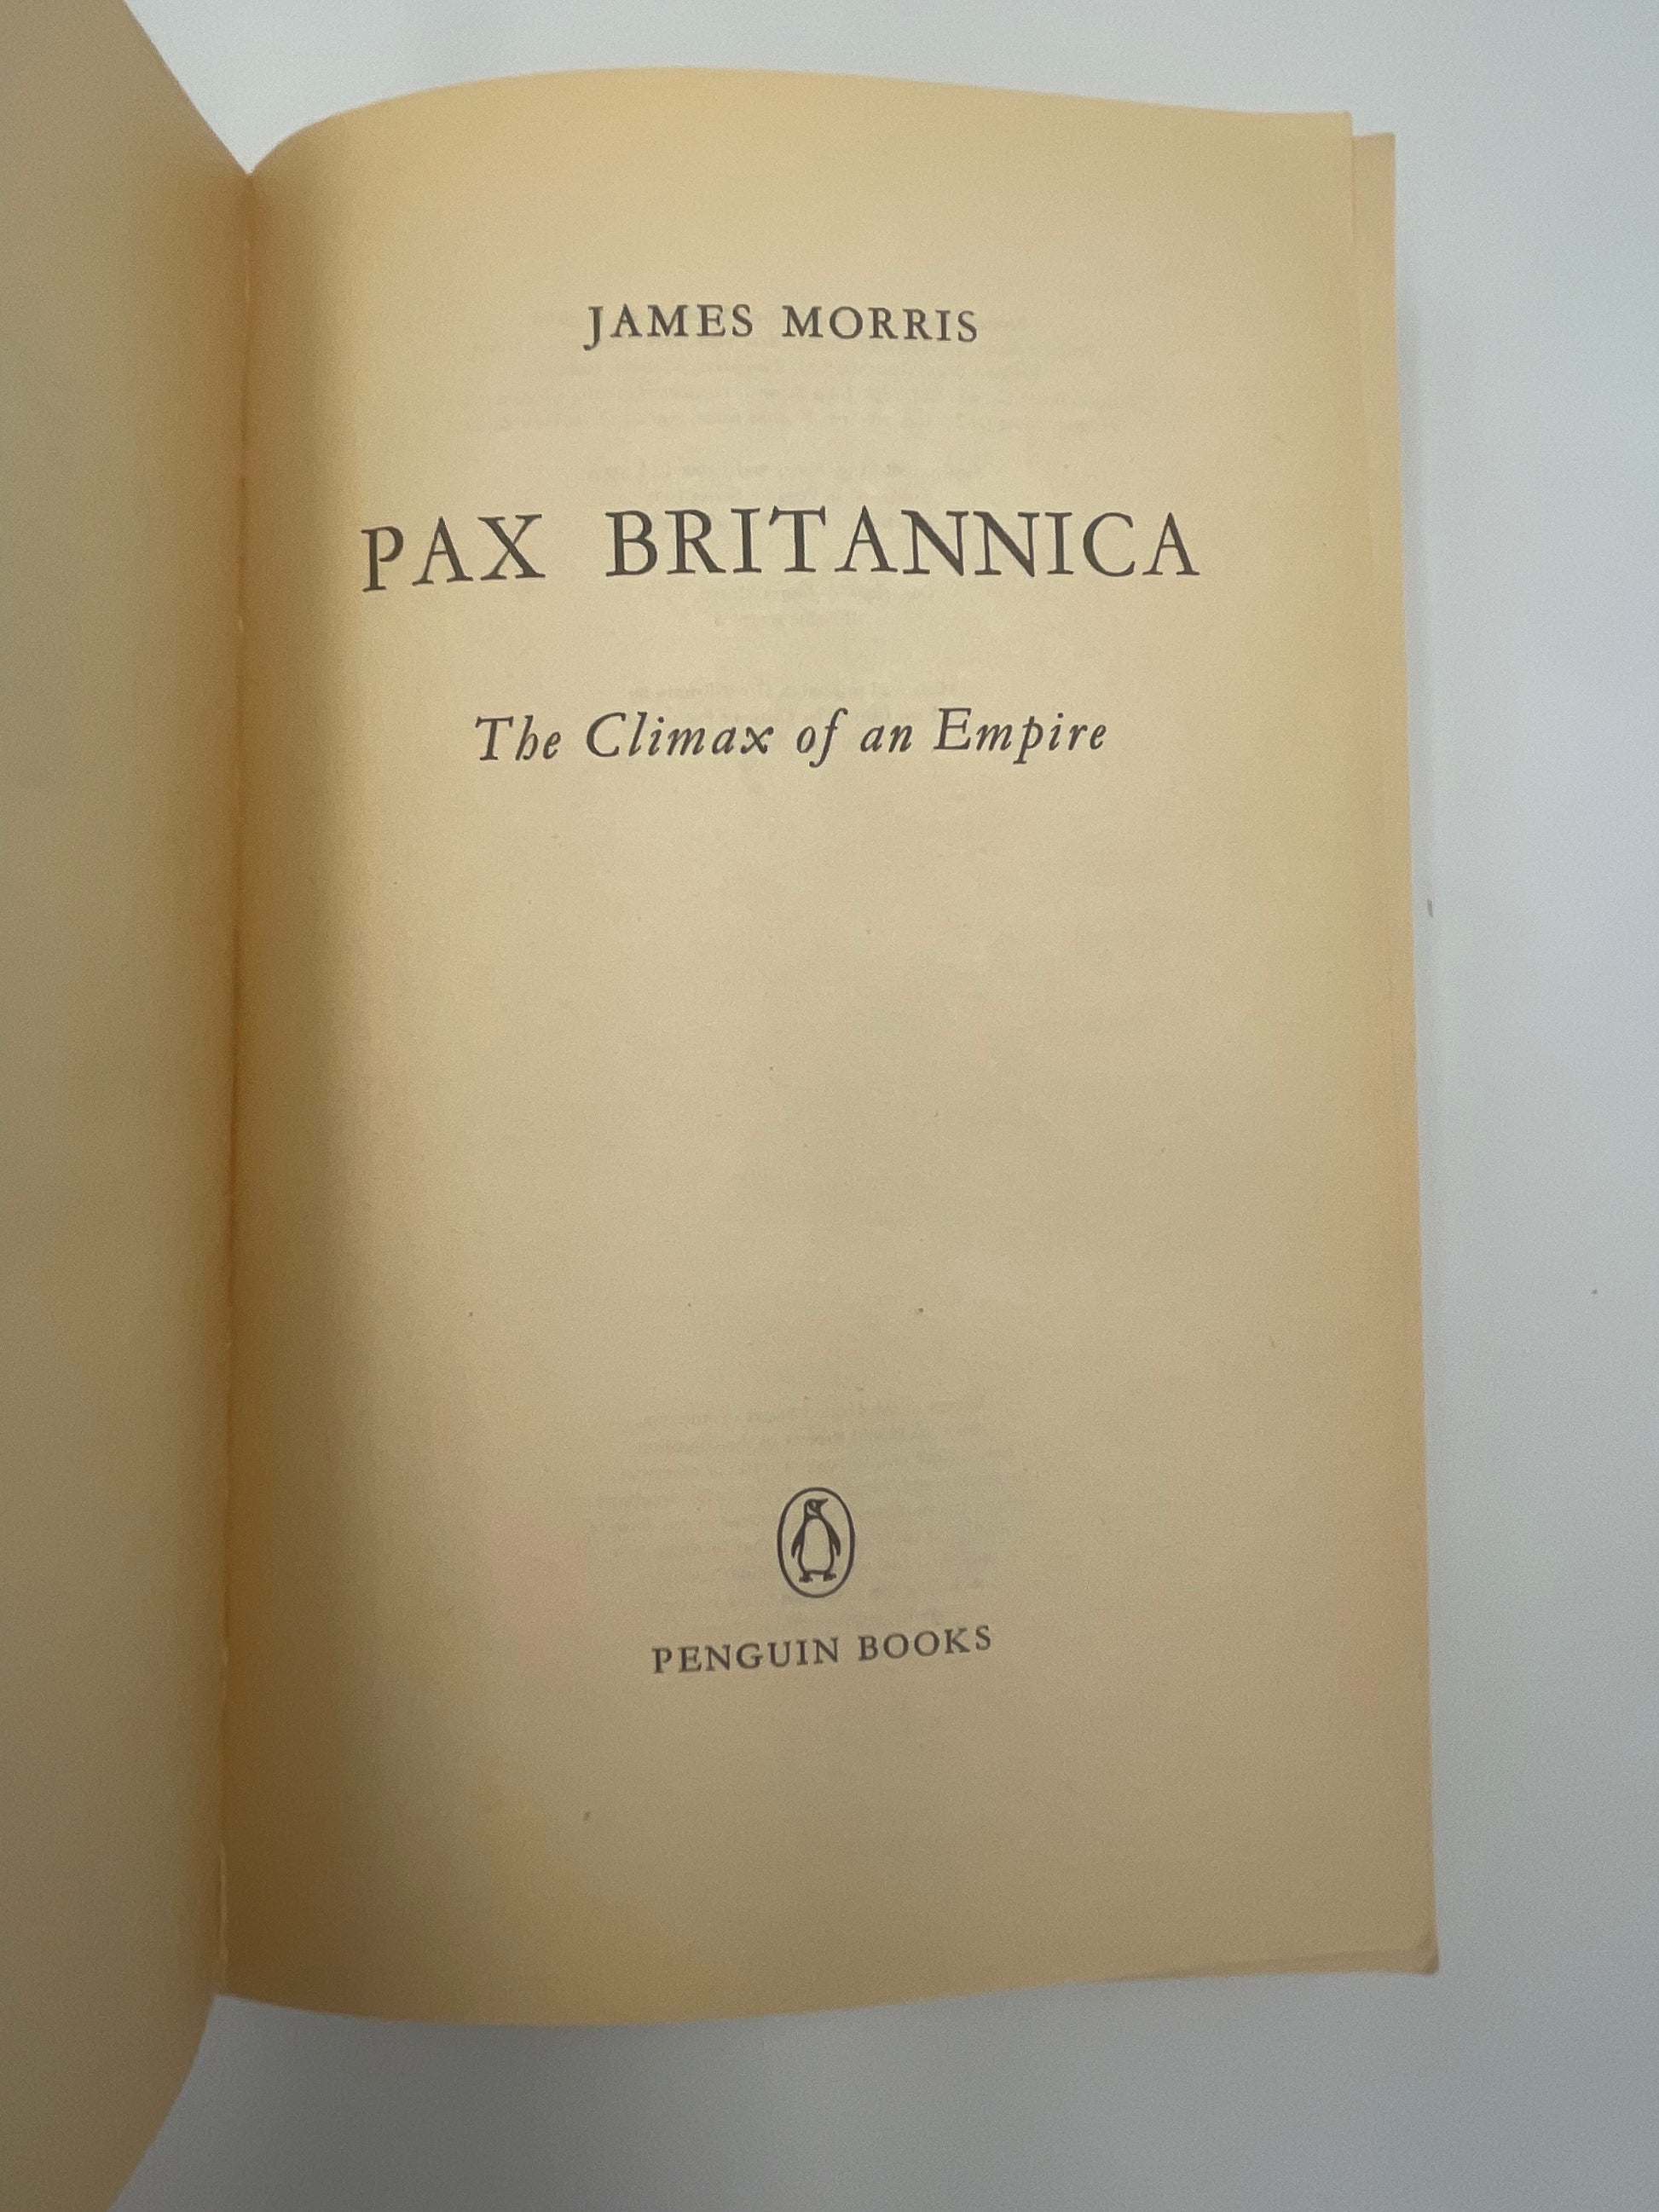 JAMES MORRIS
PAX BRITANNICA
The Climax of an Empire
PENGUIN BOOKS